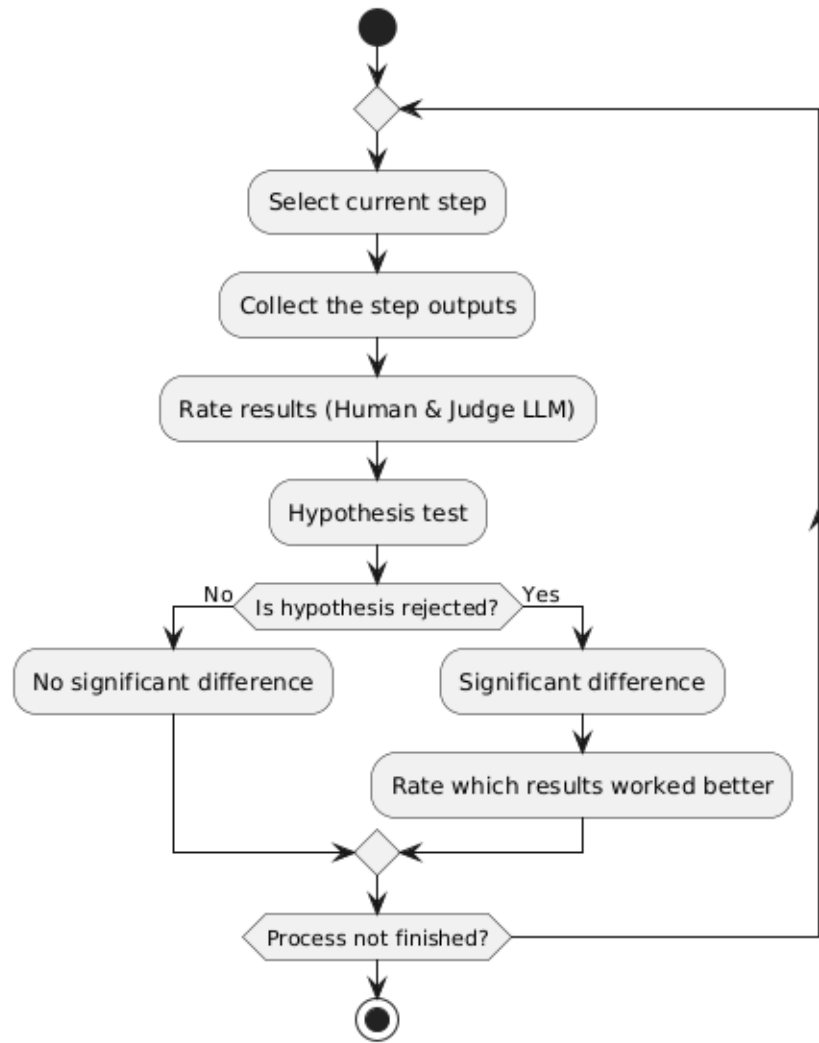 Select current step
Collect the step outputs
Rate results (Human & Judge LLM)
Hypothesis test
No
Is hypothesis rejected?
Yes
No significant difference
Significant difference
Rate which results worked better
Process not finished?